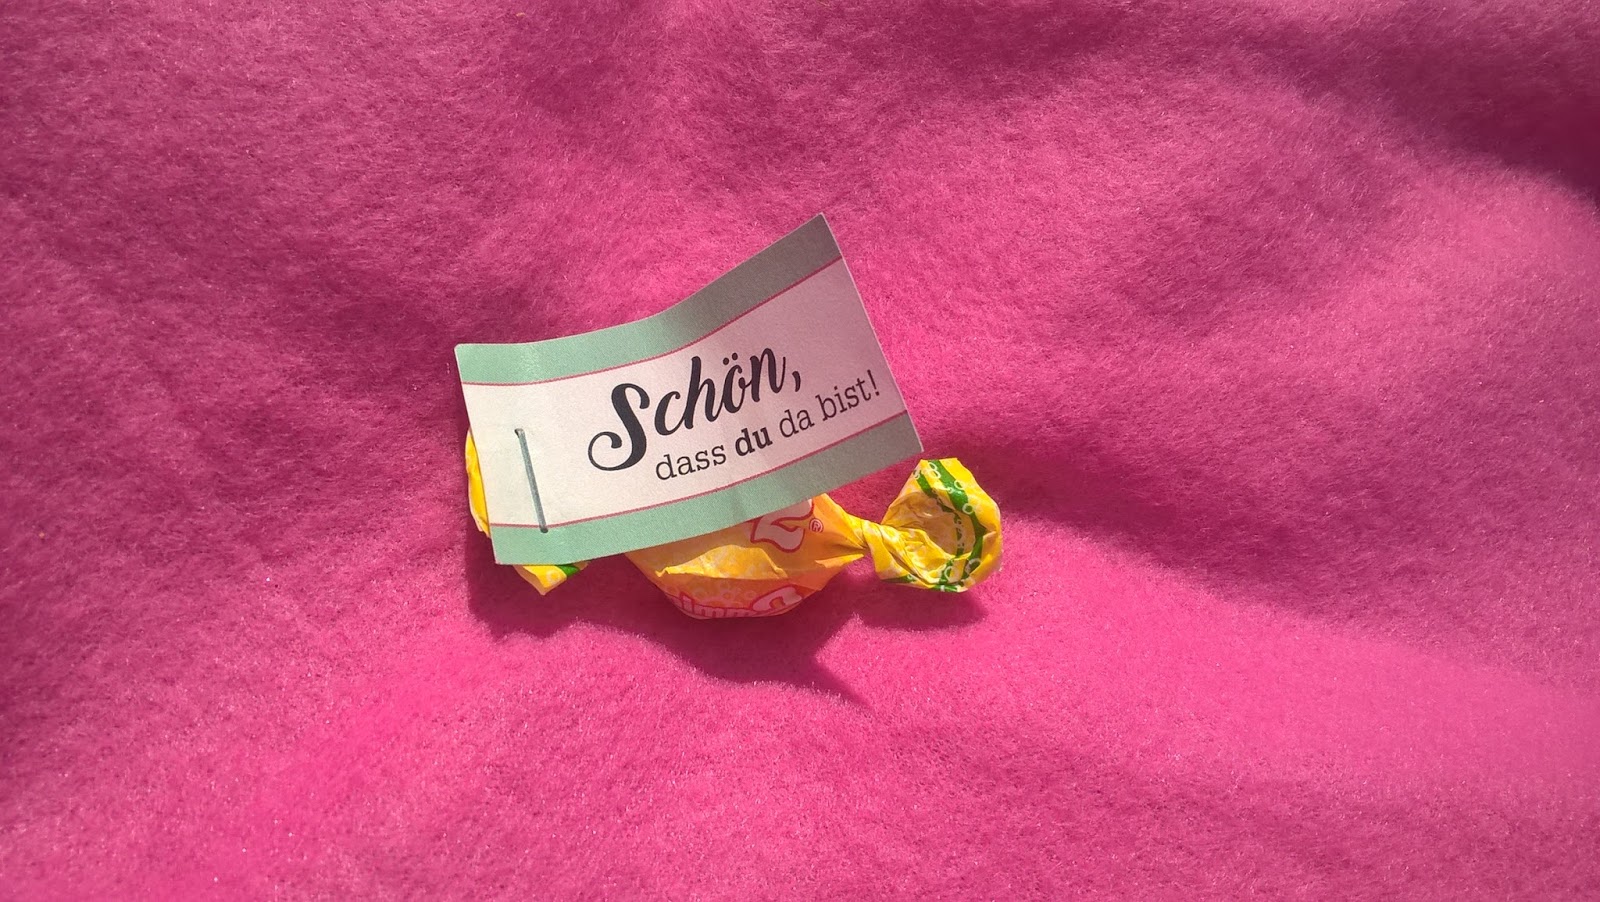 Schön,
dass du da bist!